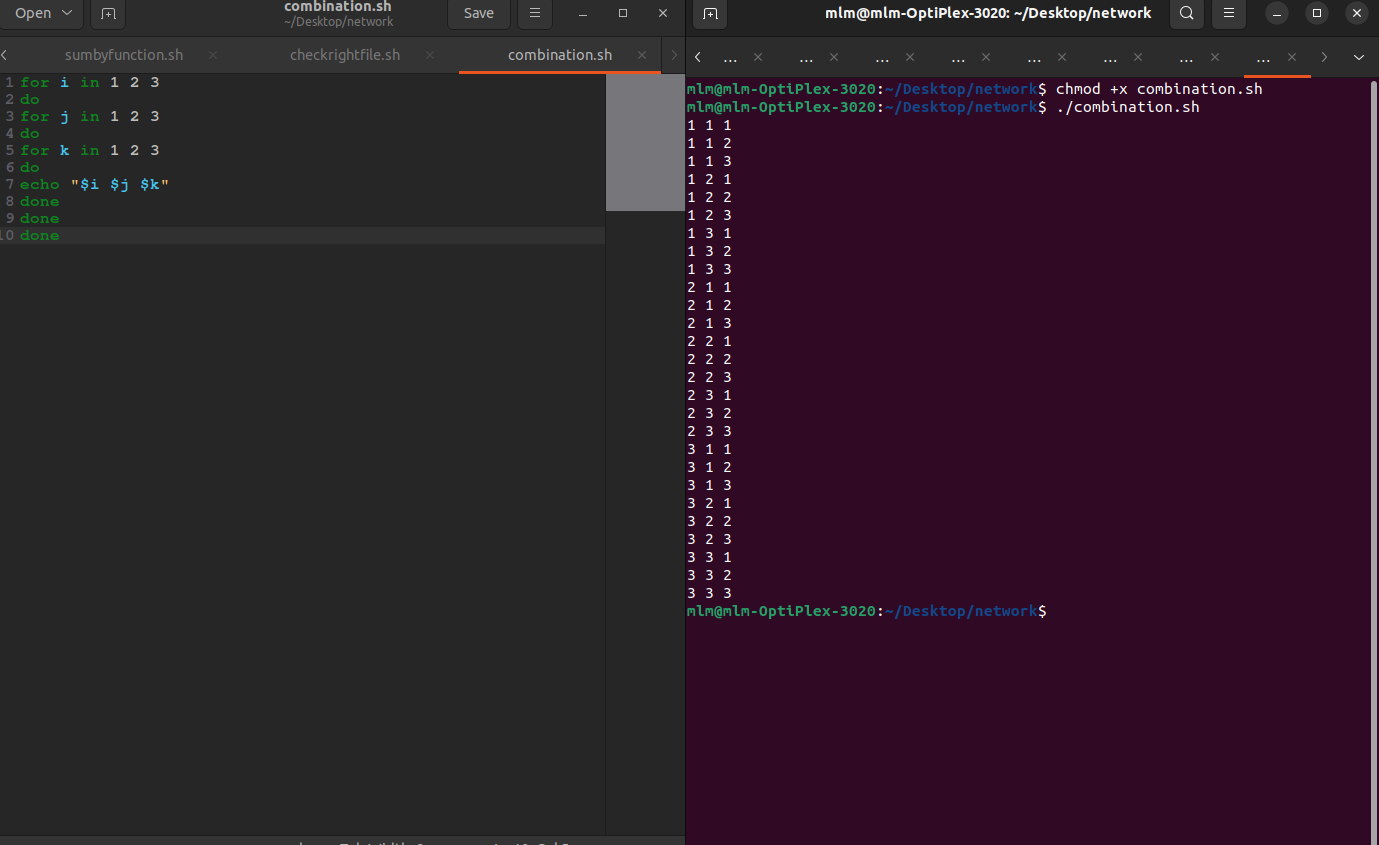 Open
combination.sh
~/Desktop/network
Save
sumbyfunction.sh
checkrightfile.sh
combination.sh
1 for i in 1 2 3
2 do
3 for j in 1 2 3
4 do
5 for k in 1 2 3
6 do
7 echo "$i $j $k"
8 done
9 done
10 done
mlm@mlm-OptiPlex-3020: ~/Desktop/network
... ... ... ... ... ... ... ...
mlm@mlm-OptiPlex-3020:~/Desktop/network$ chmod +x combination.sh
mlm@mlm-OptiPlex-3020:~/Desktop/network$ ./combination.sh
1 1 1
1 1 2
1 1 3
1 2 1
1 2 2
1 2 3
1 3 1
1 3 2
1 3 3
2 1 1
2 1 2
2 1 3
2 2 1
2 2 2
2 2 3
2 3 1
2 3 2
2 3 3
3 1 1
3 1 2
3 1 3
3 2 1
3 2 2
3 2 3
3 3 1
3 3 2
3 3 3
mlm@mlm-OptiPlex-3020:~/Desktop/network$